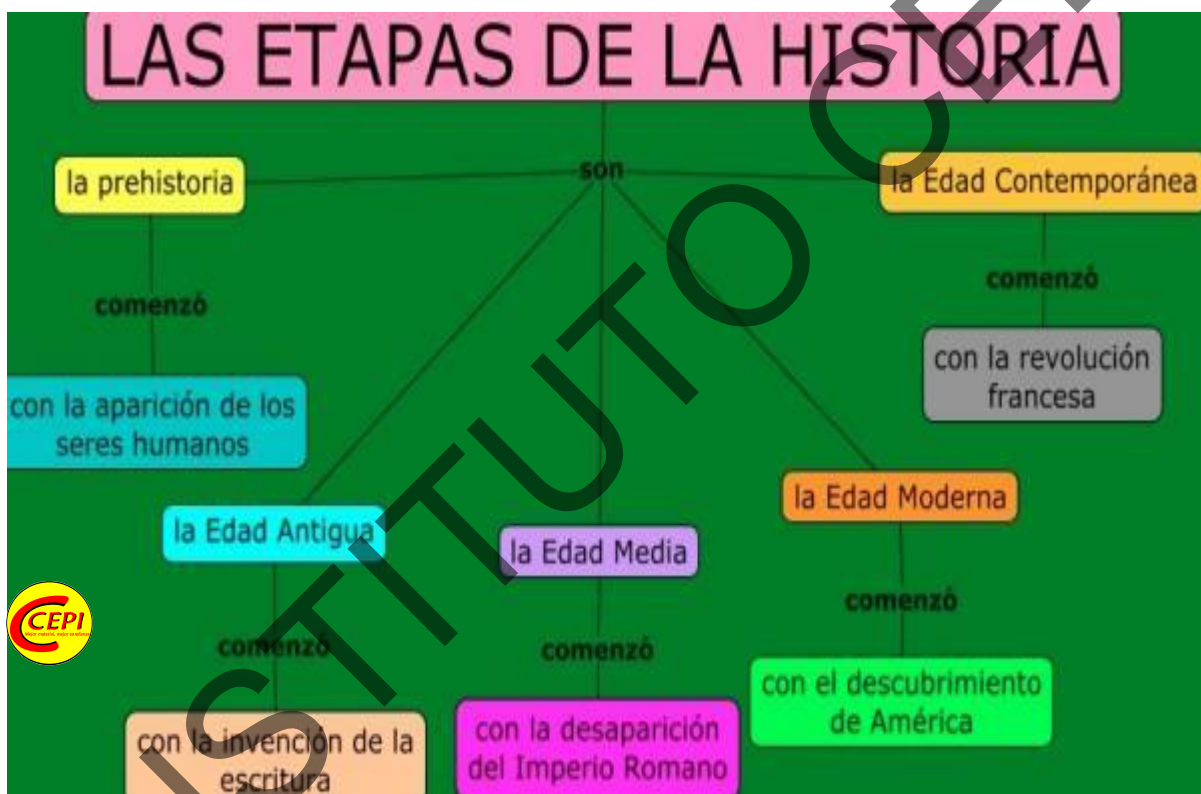 LAS ETAPAS DE LA HISTORIA
son
la prehistoria
comenzó
con la aparición de los
seres humanos
la Edad Antigua
comenzó
con la invención de la
escritura
la Edad Media
comenzó
con la desaparición
del Imperio Romano
la Edad Moderna
comenzó
con el descubrimiento
de América
la Edad Contemporánea
comenzó
con la revolución
francesa
CEPI